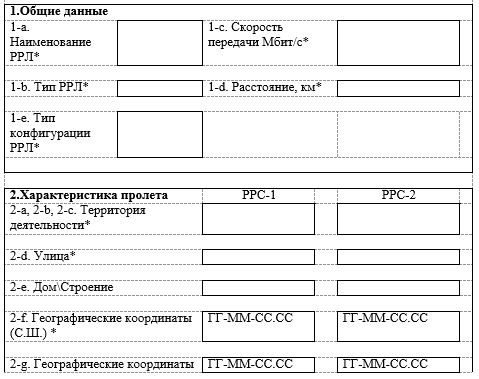 1.Общие данные
1-a. Наименование РРЛ*
1-c. Скорость передачи Мбит/с*
1-b. Тип РРЛ*
1-d. Расстояние, км*
1-e. Тип конфигурации РРЛ*
2.Характеристика пролета РРС-1 РРС-2
2-a, 2-b, 2-c. Территория деятельности*
2-d. Улица*
2-e. Дом\Строение
2-f. Географические координаты (С.Ш.) * ГГ-ММ-СС.СС ГГ-ММ-СС.СС
2-g. Географические координаты ГГ-ММ-СС.СС ГГ-ММ-СС.СС